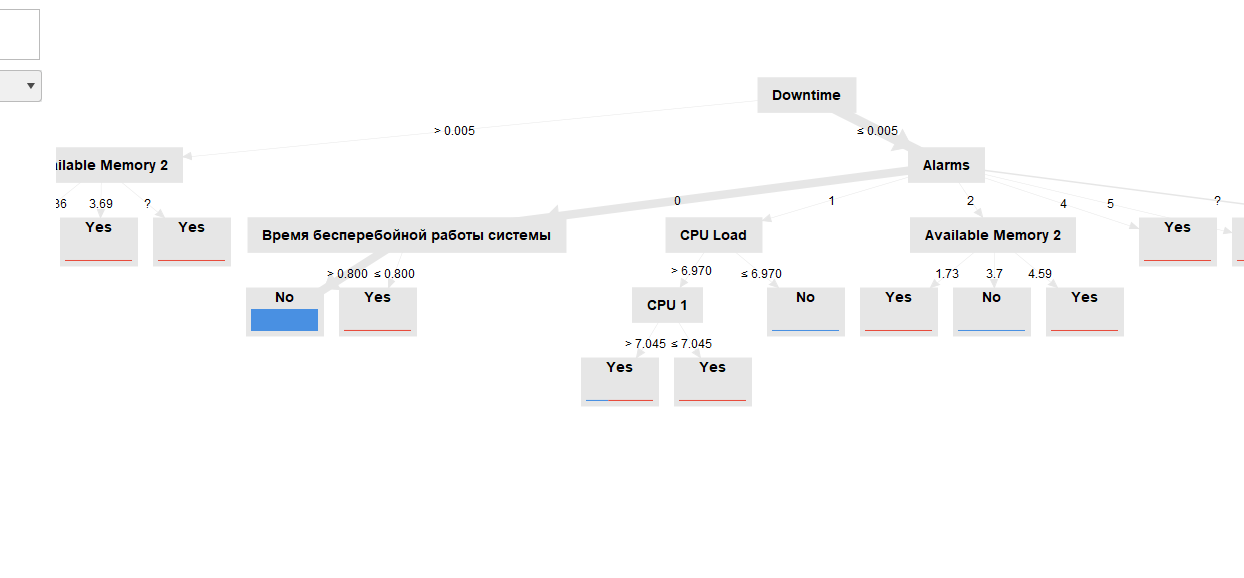 Downtime
> 0.005
≤ 0.005
ilable Memory 2
Alarms
36
3.69
?
0
1
2
4
5
?
Yes
Yes
Время бесперебойной работы системы
CPU Load
Available Memory 2
Yes
> 0.800
≤ 0.800
> 6.970
≤ 6.970
1.73
3.7
4.59
No
Yes
CPU 1
No
Yes
No
Yes
> 7.045
≤ 7.045
Yes
Yes